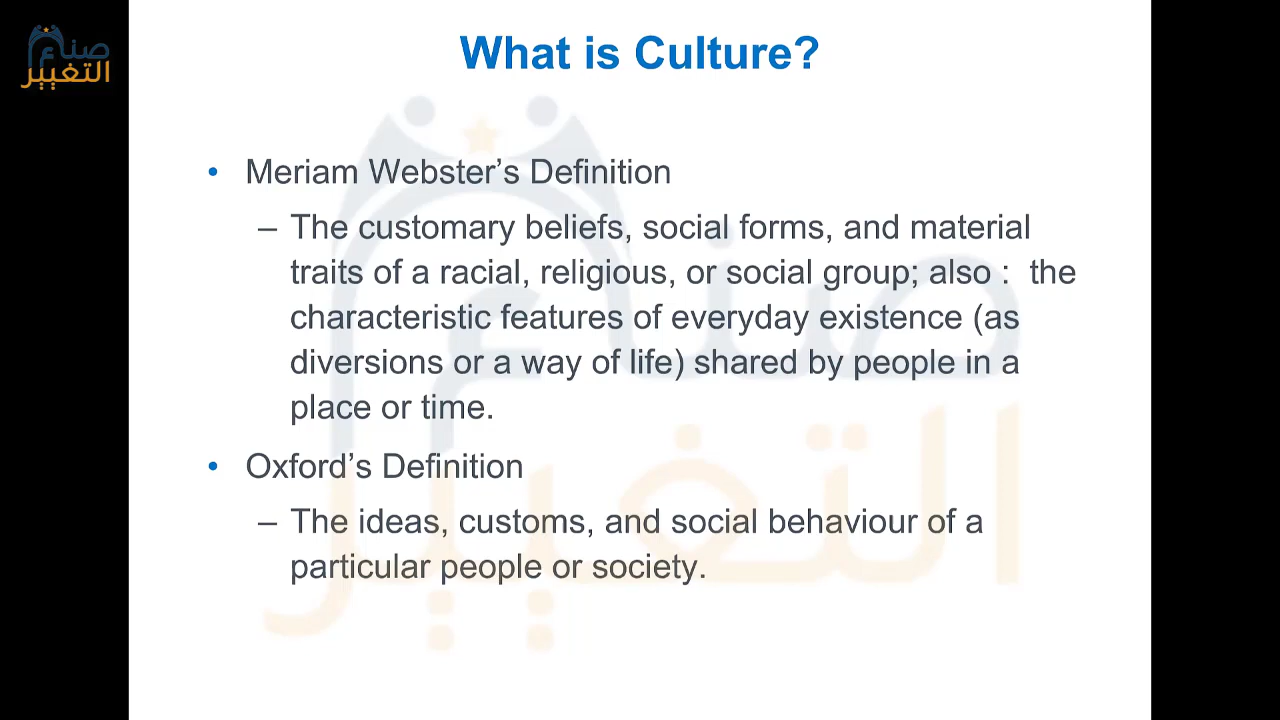 صناع
التغيير
What is Culture?
• Meriam Webster’s Definition
– The customary beliefs, social forms, and material
traits of a racial, religious, or social group; also : the
characteristic features of everyday existence (as
diversions or a way of life) shared by people in a
place or time.
• Oxford’s Definition
– The ideas, customs, and social behaviour of a
particular people or society.
صناع
التغيير